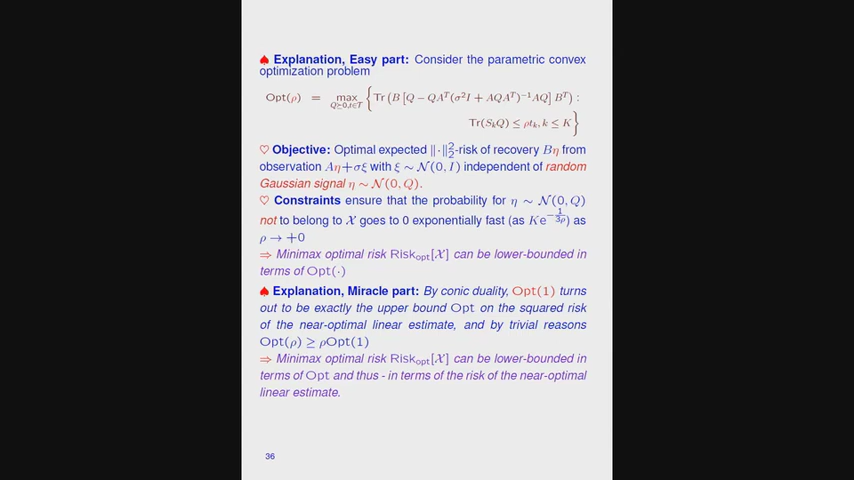 ♠ Explanation, Easy part: Consider the parametric convex
optimization problem
Opt(ρ) = max_{Q⪰0,t∈𝒯} { Tr(B [Q − QA^T(σ²I + AQA^T)^{−1}AQ] B^T) :
Tr(S_kQ) ≤ ρt_k, k ≤ K }
♡ Objective: Optimal expected ‖·‖₂²-risk of recovery Bη from
observation Aη+σξ with ξ ∼ 𝒩(0, I) independent of random
Gaussian signal η ∼ 𝒩(0, Q).
♡ Constraints ensure that the probability for η ∼ 𝒩(0, Q)
not to belong to 𝒳 goes to 0 exponentially fast (as Ke^{−1/(3ρ)}) as
ρ → +0
⇒ Minimax optimal risk Risk_opt[𝒳] can be lower-bounded in
terms of Opt(·)
♠ Explanation, Miracle part: By conic duality, Opt(1) turns
out to be exactly the upper bound Opt on the squared risk
of the near-optimal linear estimate, and by trivial reasons
Opt(ρ) ≥ ρOpt(1)
⇒ Minimax optimal risk Risk_opt[𝒳] can be lower-bounded in
terms of Opt and thus - in terms of the risk of the near-optimal
linear estimate.
36